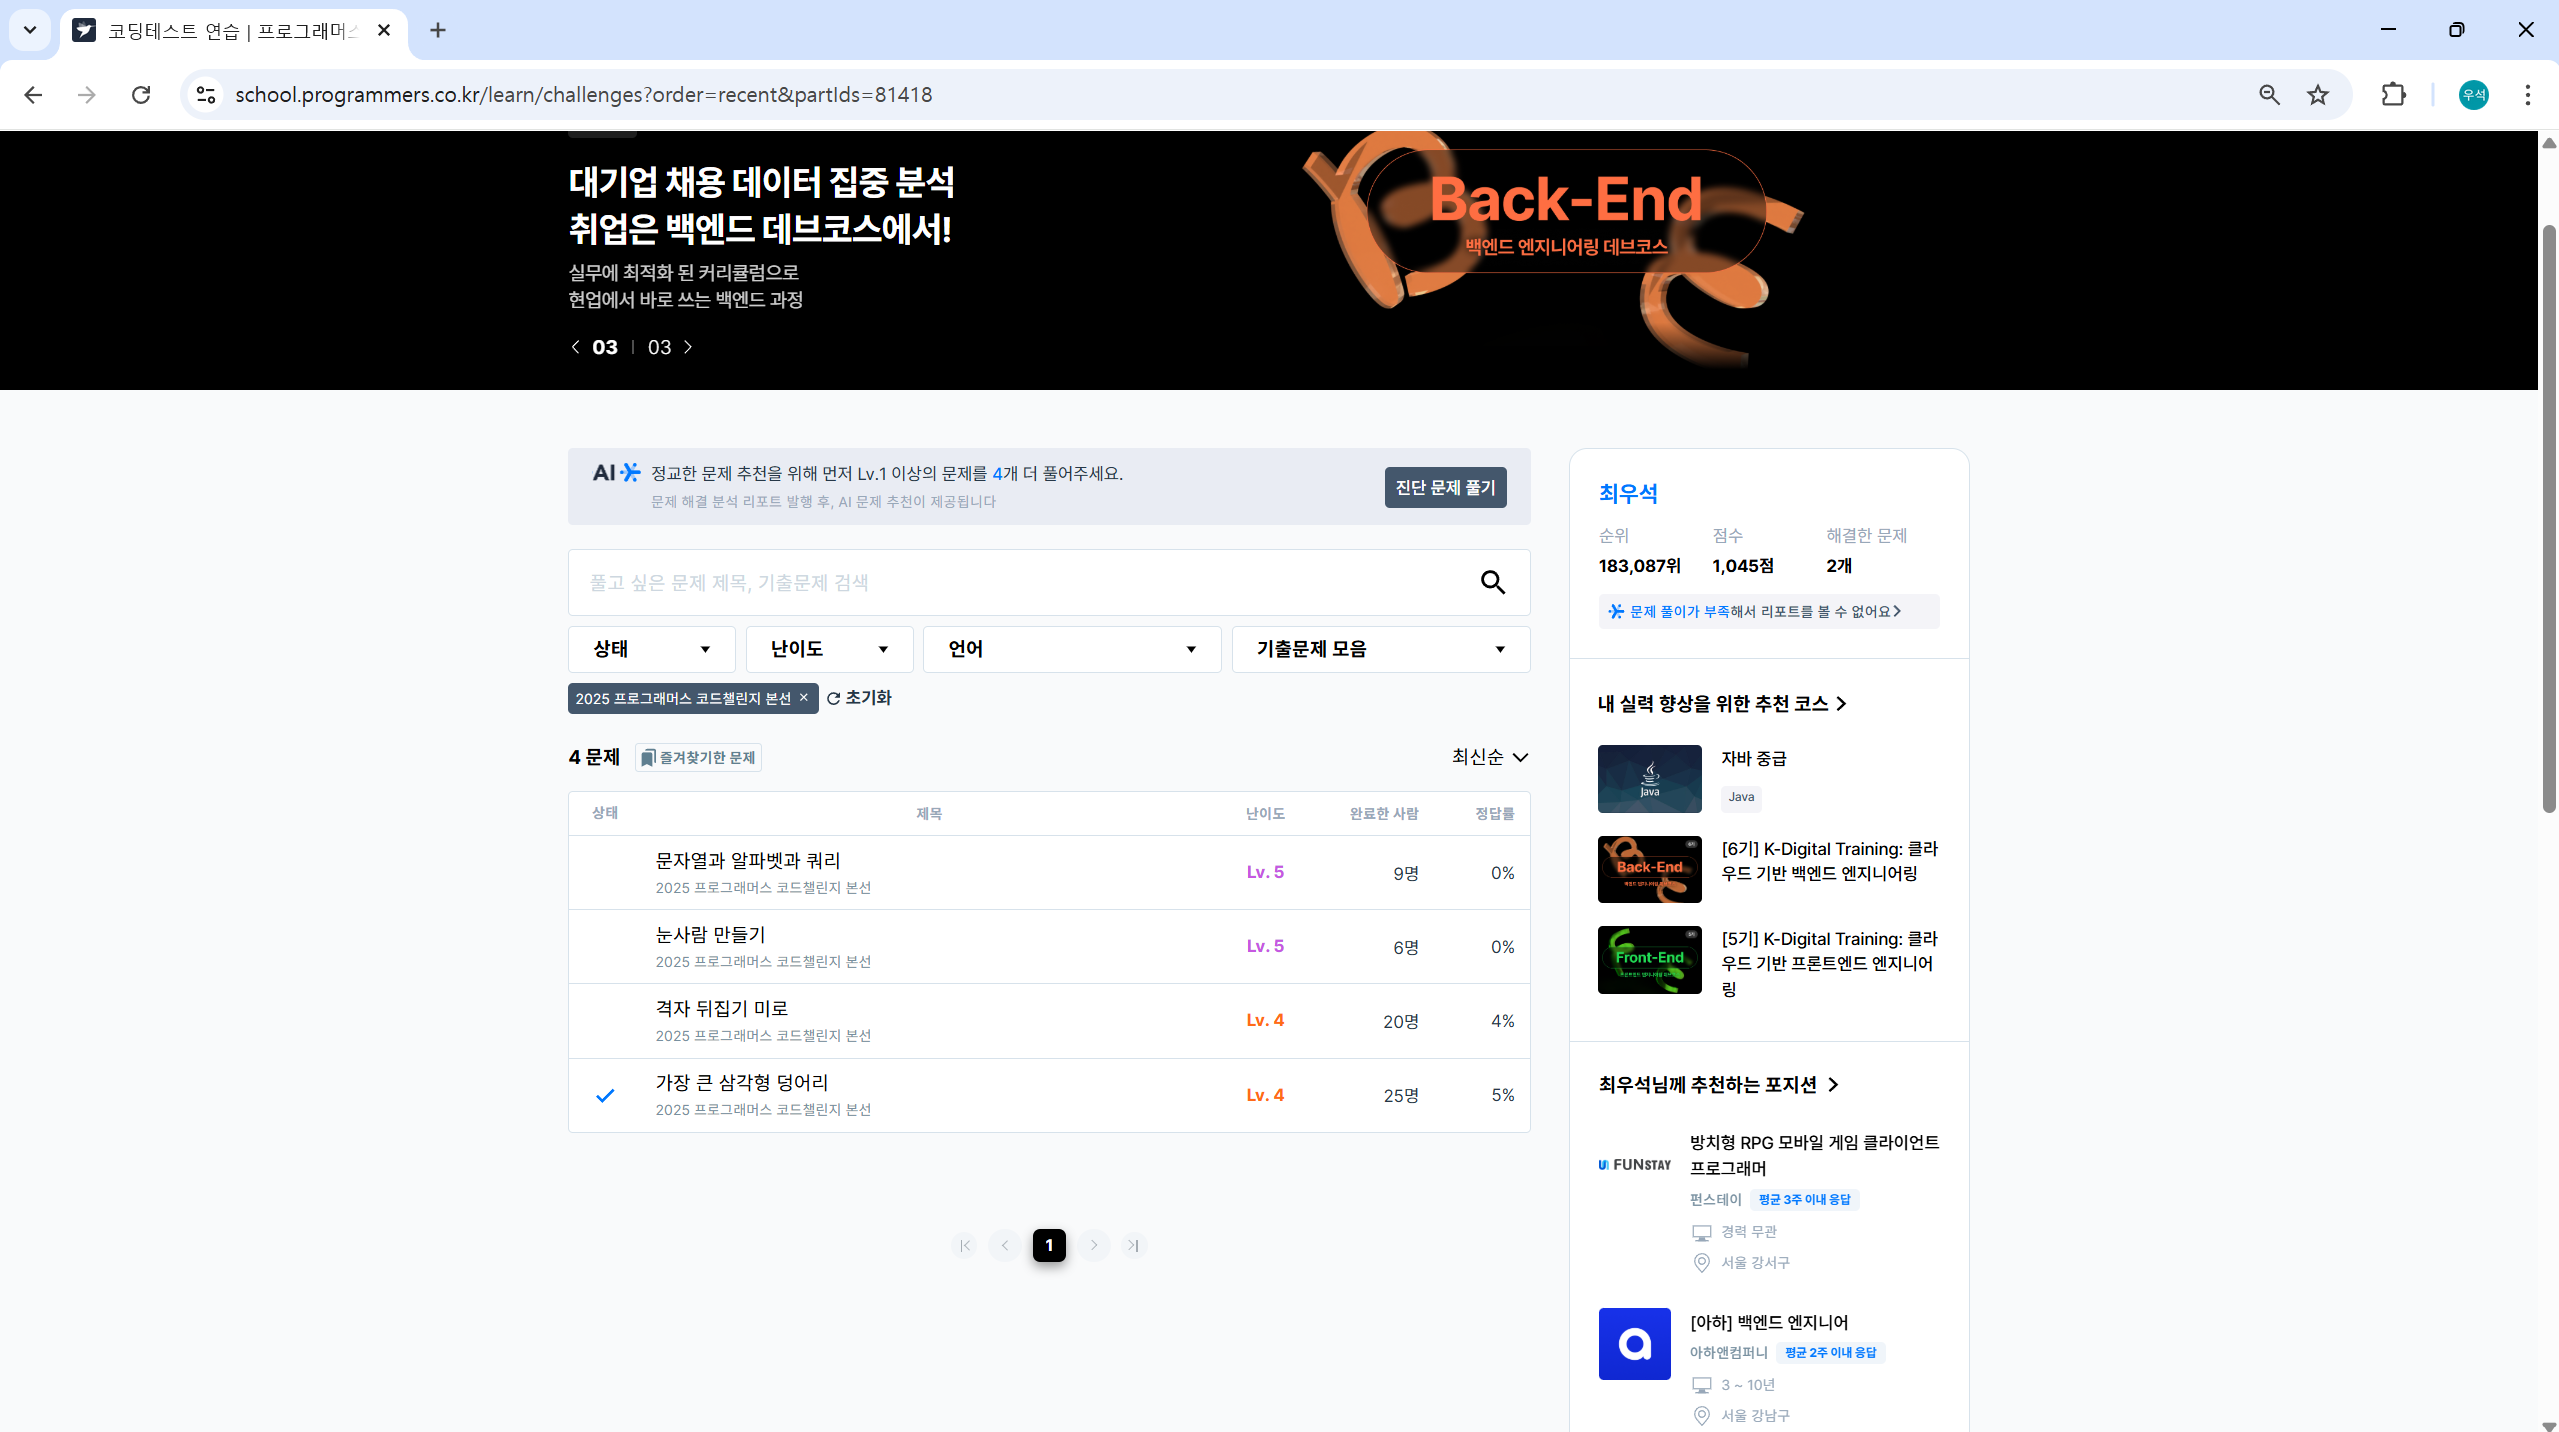 코딩테스트 연습 | 프로그래머스
school.programmers.co.kr/learn/challenges?order=recent&partIds=81418
우석
대기업 채용 데이터 집중 분석
취업은 백엔드 데브코스에서!
실무에 최적화 된 커리큘럼으로
현업에서 바로 쓰는 백엔드 과정
03 | 03
Back-End
백엔드 엔지니어링 데브코스
AI 정교한 문제 추천을 위해 먼저 Lv.1 이상의 문제를 4개 더 풀어주세요.
문제 해결 분석 리포트 발행 후, AI 문제 추천이 제공됩니다
진단 문제 풀기
풀고 싶은 문제 제목, 기출문제 검색
상태 난이도 언어 기출문제 모음
2025 프로그래머스 코드챌린지 본선 × 초기화
4 문제 즐겨찾기한 문제 최신순
상태 제목 난이도 완료한 사람 정답률
문자열과 알파벳과 쿼리
2025 프로그래머스 코드챌린지 본선
Lv. 5 9명 0%
눈사람 만들기
2025 프로그래머스 코드챌린지 본선
Lv. 5 6명 0%
격자 뒤집기 미로
2025 프로그래머스 코드챌린지 본선
Lv. 4 20명 4%
가장 큰 삼각형 덩어리
2025 프로그래머스 코드챌린지 본선
Lv. 4 25명 5%
1
최우석
순위 점수 해결한 문제
183,087위 1,045점 2개
문제 풀이가 부족해서 리포트를 볼 수 없어요
내 실력 향상을 위한 추천 코스
Java
자바 중급
Java
Back-End
[6기] K-Digital Training: 클라
우드 기반 백엔드 엔지니어링
Front-End
[5기] K-Digital Training: 클라
우드 기반 프론트엔드 엔지니어
링
최우석님께 추천하는 포지션
FUNSTAY
방치형 RPG 모바일 게임 클라이언트
프로그래머
펀스테이 평균 3주 이내 응답
경력 무관
서울 강서구
a
[아하] 백엔드 엔지니어
아하앤컴퍼니 평균 2주 이내 응답
3 ~ 10년
서울 강남구